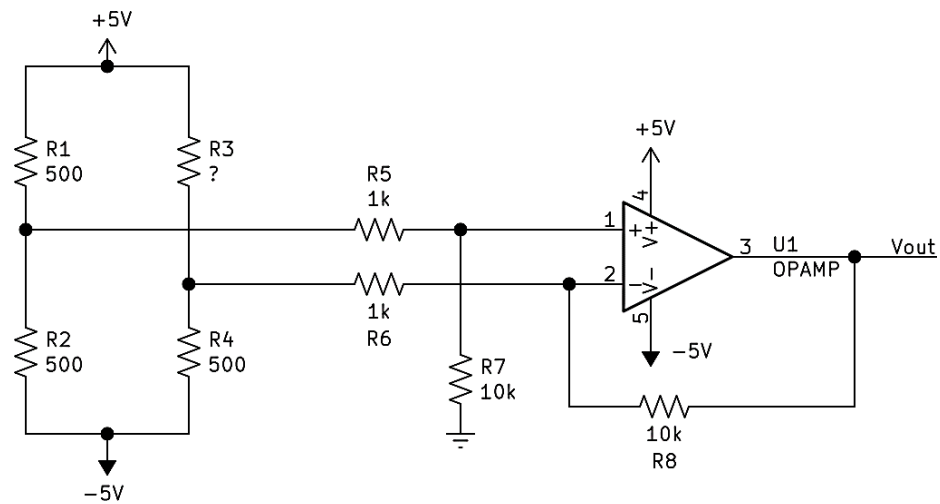 +5V
R1
500
R3
?
R5
1k
+5V
4
1
+
V+
3
U1
OPAMP
Vout
2
−
V−
5
-5V
1k
R6
R2
500
R4
500
R7
10k
10k
R8
-5V